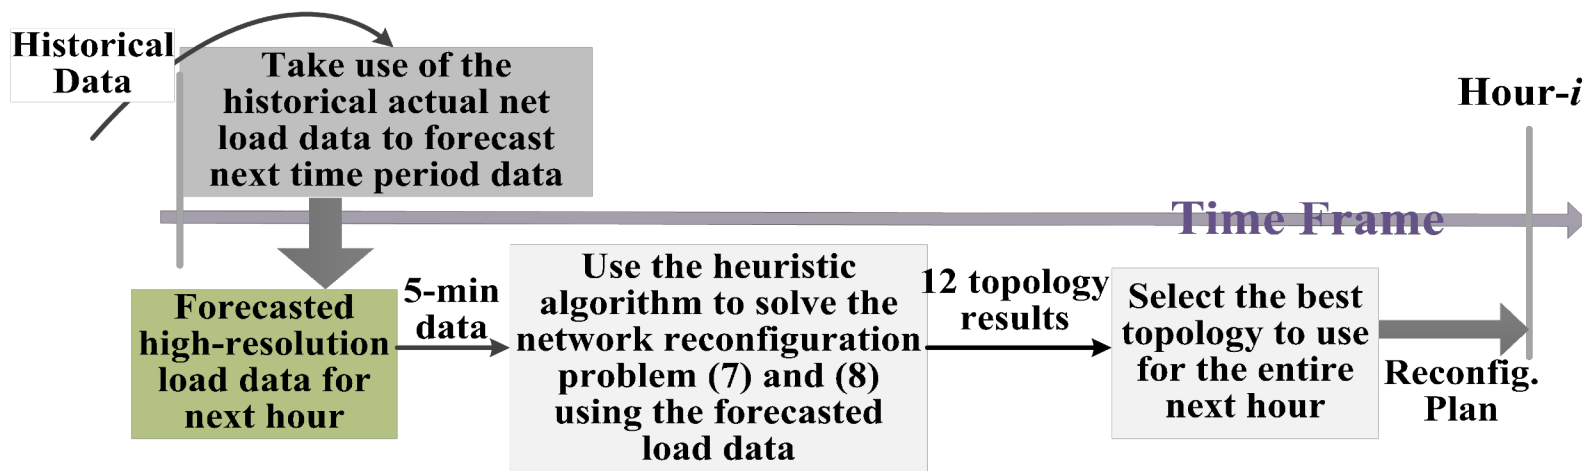 Historical
Data
Take use of the
historical actual net
load data to forecast
next time period data
Hour-i
Time Frame
Forecasted
high-resolution
load data for
next hour
5-min
data
Use the heuristic
algorithm to solve the
network reconfiguration
problem (7) and (8)
using the forecasted
load data
12 topology
results
Select the best
topology to use
for the entire
next hour
Reconfig.
Plan